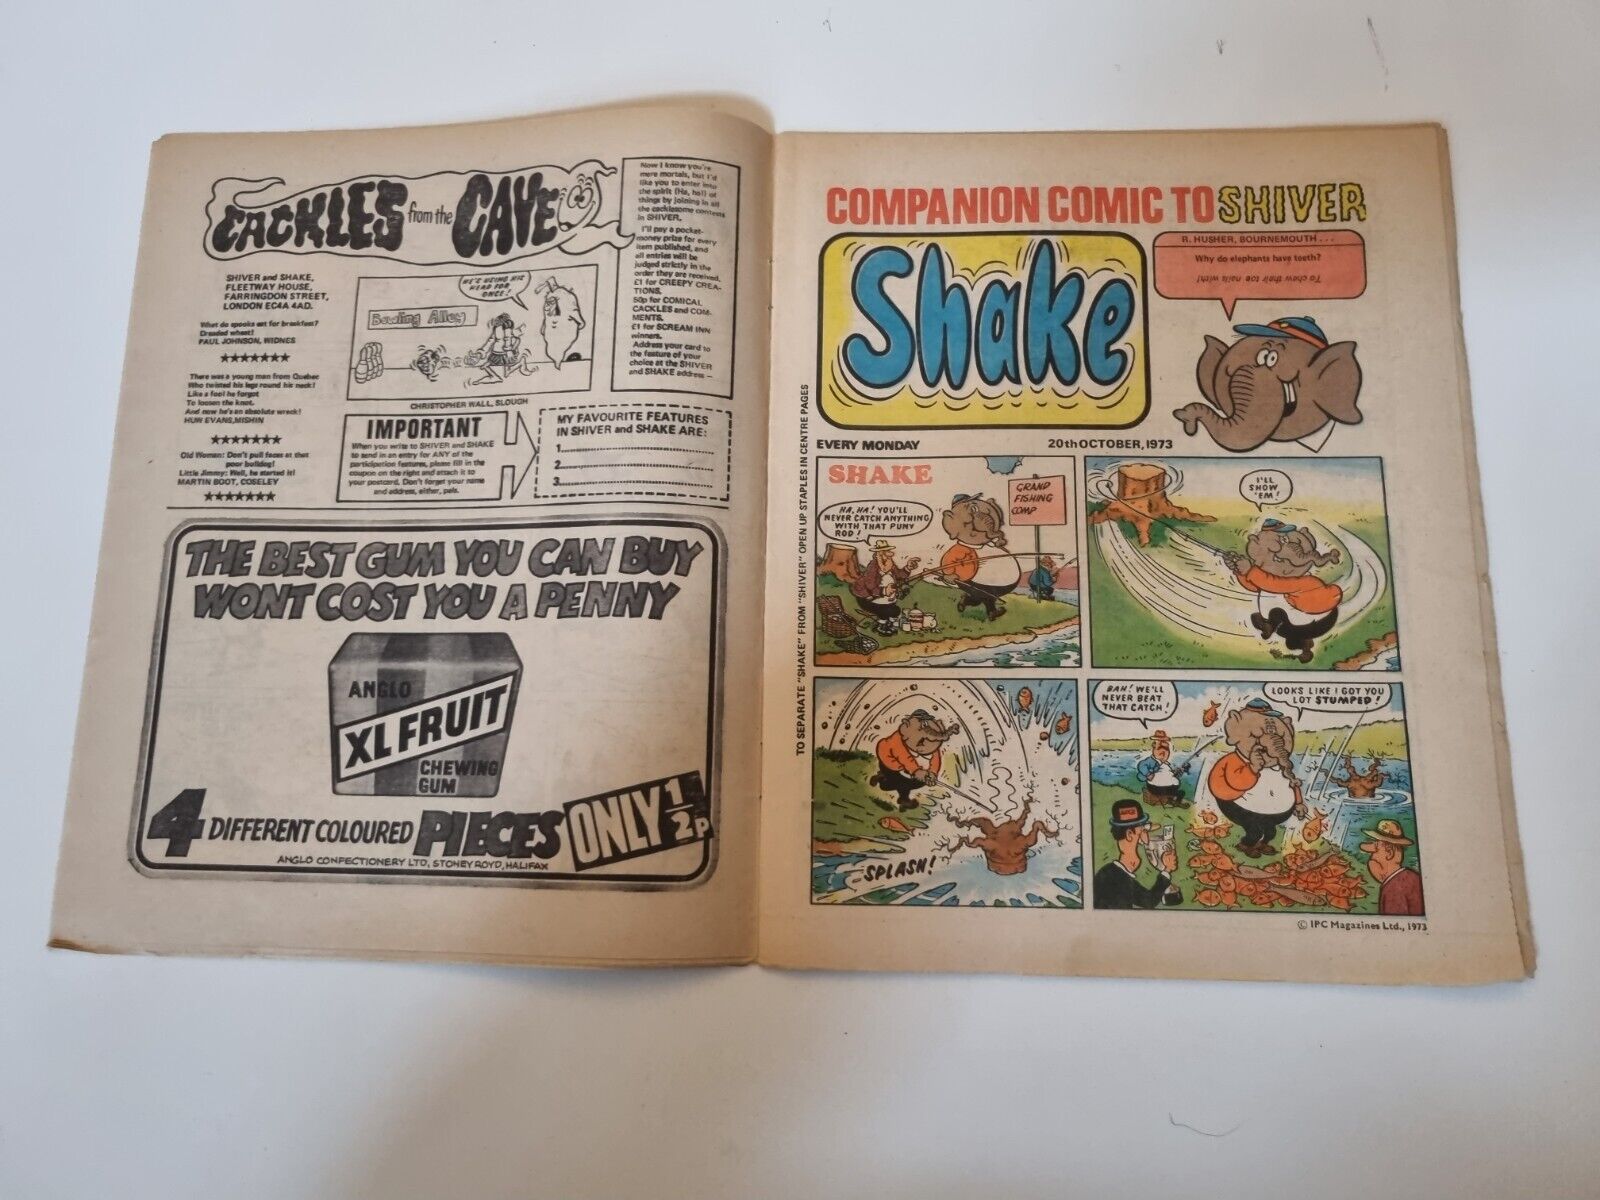 CACKLES from the CAVE
SHIVER and SHAKE,
FLEETWAY HOUSE,
FARRINGDON STREET,
LONDON EC4A 4AD.
What do spooks eat for breakfast?
Dreaded wheat!
PAUL JOHNSON, WIDNES
★★★★★★★
There was a young man from Quebec
Who twisted his legs round his neck!
Like a fool he forgot
To loosen the knot,
And now he's an absolute wreck!
HUW EVANS, MISHIN
★★★★★★★
Old Woman: Don't pull faces at that
poor bulldog!
Little Jimmy: Well, he started it!
MARTIN BOOT, COSELEY
★★★★★★★
HE'S USING HIS
HEAD FOR
ONCE!
Bowling Alley
CHRISTOPHER WALL, SLOUGH
Now I know you're
mere mortals, but I'd
like you to enter into
the spirit (Ha, ha!) of
things by joining in all
the cacklesome contests
in SHIVER.
I'll pay a pocket-
money prize for every
item published, and
all entries will be
judged strictly in the
order they are received.
£1 for CREEPY CREA-
TIONS.
50p for COMICAL
CACKLES and COM-
MENTS.
£1 for SCREAM INN
winners.
Address your card to
the feature of your
choice at the SHIVER
and SHAKE address —
IMPORTANT
When you write to SHIVER and SHAKE
to send in an entry for ANY of the
participation features, please fill in the
coupon on the right and attach it to
your postcard. Don't forget your name
and address, either, pals.
MY FAVOURITE FEATURES
IN SHIVER and SHAKE ARE:
1
2
3
THE BEST GUM YOU CAN BUY
WONT COST YOU A PENNY
ANGLO
XL FRUIT
CHEWING
GUM
4 DIFFERENT COLOURED PIECES ONLY 1/2p
ANGLO CONFECTIONERY LTD, STONEY ROYD, HALIFAX
TO SEPARATE "SHAKE" FROM "SHIVER" OPEN UP STAPLES IN CENTRE PAGES
COMPANION COMIC TO SHIVER
Shake
R. HUSHER, BOURNEMOUTH . . .
Why do elephants have teeth?
To chew their toe nails with!
EVERY MONDAY
20th OCTOBER, 1973
SHAKE
HA, HA! YOU'LL
NEVER CATCH ANYTHING
WITH THAT PUNY
ROD!
GRAND
FISHING
COMP
I'LL
SHOW
'EM!
SPLASH!
BAH! WE'LL
NEVER BEAT
THAT CATCH!
LOOKS LIKE I GOT YOU
LOT STUMPED!
© IPC Magazines Ltd., 1973